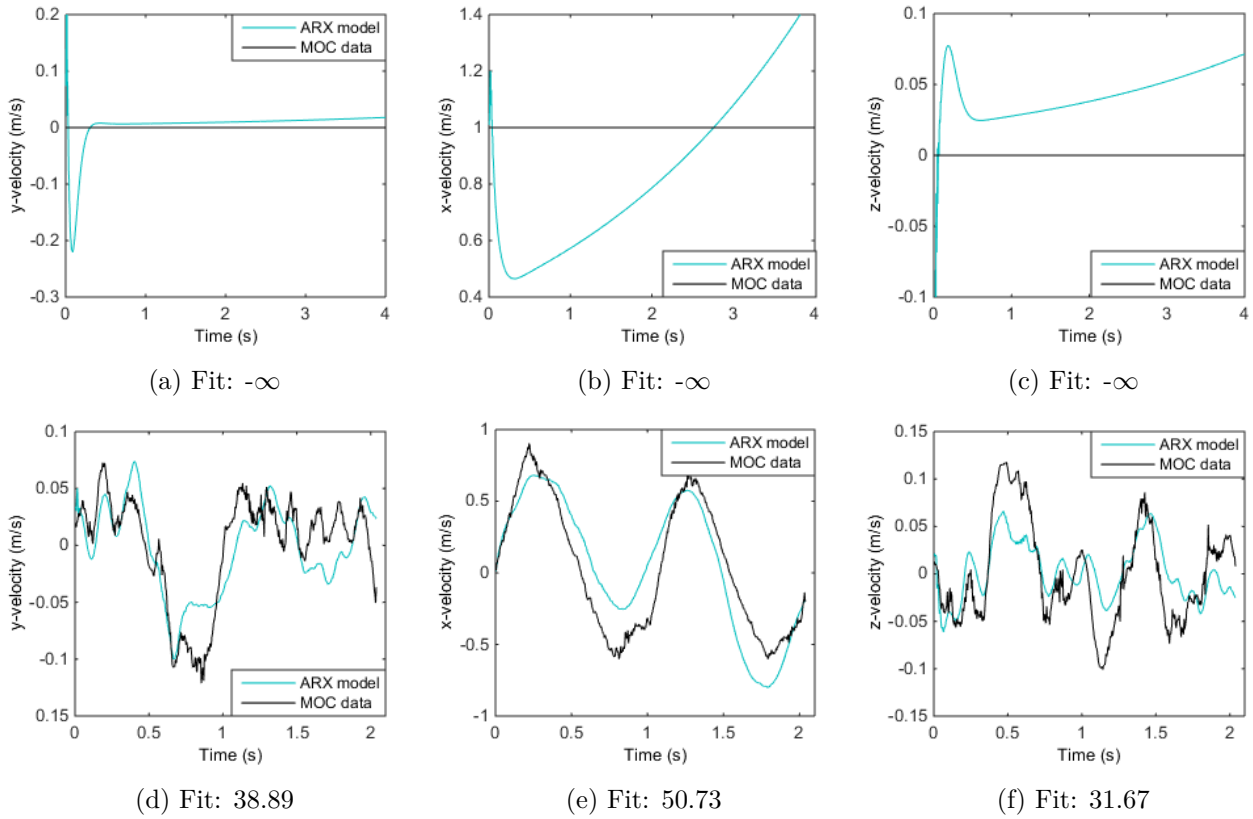 0.2
0.1
0
-0.1
-0.2
-0.3
y-velocity (m/s)
ARX model
MOC data
0 1 2 3 4
Time (s)
(a) Fit: -∞
1.4
1.2
1
0.8
0.6
0.4
x-velocity (m/s)
ARX model
MOC data
0 1 2 3 4
Time (s)
(b) Fit: -∞
0.1
0.05
0
-0.05
-0.1
z-velocity (m/s)
ARX model
MOC data
0 1 2 3 4
Time (s)
(c) Fit: -∞
0.1
0.05
0
-0.05
-0.1
0.15
y-velocity (m/s)
ARX model
MOC data
0 0.5 1 1.5 2
Time (s)
(d) Fit: 38.89
1
0.5
0
-0.5
-1
x-velocity (m/s)
ARX model
MOC data
0 0.5 1 1.5 2
Time (s)
(e) Fit: 50.73
0.15
0.1
0.05
0
-0.05
-0.1
-0.15
z-velocity (m/s)
ARX model
MOC data
0 0.5 1 1.5 2
Time (s)
(f) Fit: 31.67